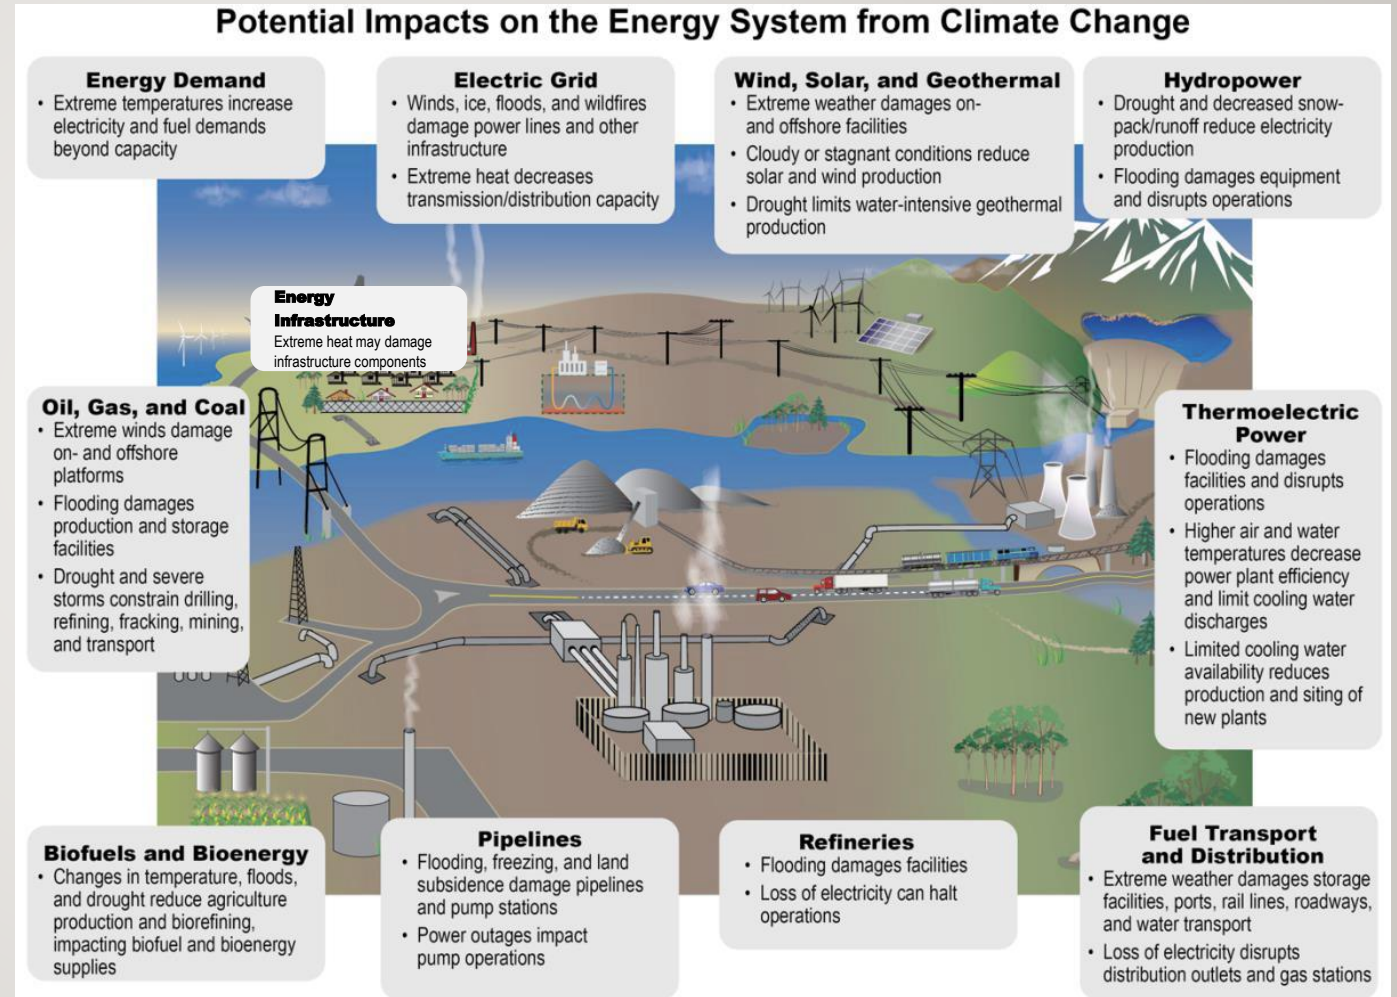 Potential Impacts on the Energy System from Climate Change
Energy Demand
• Extreme temperatures increase
electricity and fuel demands
beyond capacity
Electric Grid
• Winds, ice, floods, and wildfires
damage power lines and other
infrastructure
• Extreme heat decreases
transmission/distribution capacity
Wind, Solar, and Geothermal
• Extreme weather damages on-
and offshore facilities
• Cloudy or stagnant conditions reduce
solar and wind production
• Drought limits water-intensive geothermal
production
Hydropower
• Drought and decreased snow-
pack/runoff reduce electricity
production
• Flooding damages equipment
and disrupts operations
Energy
Infrastructure
Extreme heat may damage
infrastructure components
Oil, Gas, and Coal
• Extreme winds damage
on- and offshore
platforms
• Flooding damages
production and storage
facilities
• Drought and severe
storms constrain drilling,
refining, fracking, mining,
and transport
Thermoelectric
Power
• Flooding damages
facilities and disrupts
operations
• Higher air and water
temperatures decrease
power plant efficiency
and limit cooling water
discharges
• Limited cooling water
availability reduces
production and siting of
new plants
Biofuels and Bioenergy
• Changes in temperature, floods,
and drought reduce agriculture
production and biorefining,
impacting biofuel and bioenergy
supplies
Pipelines
• Flooding, freezing, and land
subsidence damage pipelines
and pump stations
• Power outages impact
pump operations
Refineries
• Flooding damages facilities
• Loss of electricity can halt
operations
Fuel Transport
and Distribution
• Extreme weather damages storage
facilities, ports, rail lines, roadways,
and water transport
• Loss of electricity disrupts
distribution outlets and gas stations